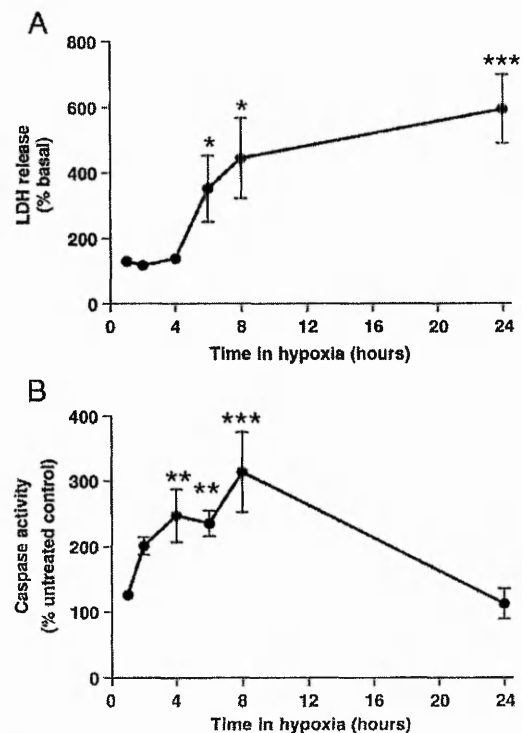 A
800
600
400
200
0
LDH release
(% basal)
*
*
***
0 4 8 12 16 20 24
Time in hypoxia (hours)
B
400
300
200
100
0
Caspase activity
(% untreated control)
**
**
***
0 4 8 12 16 20 24
Time in hypoxia (hours)